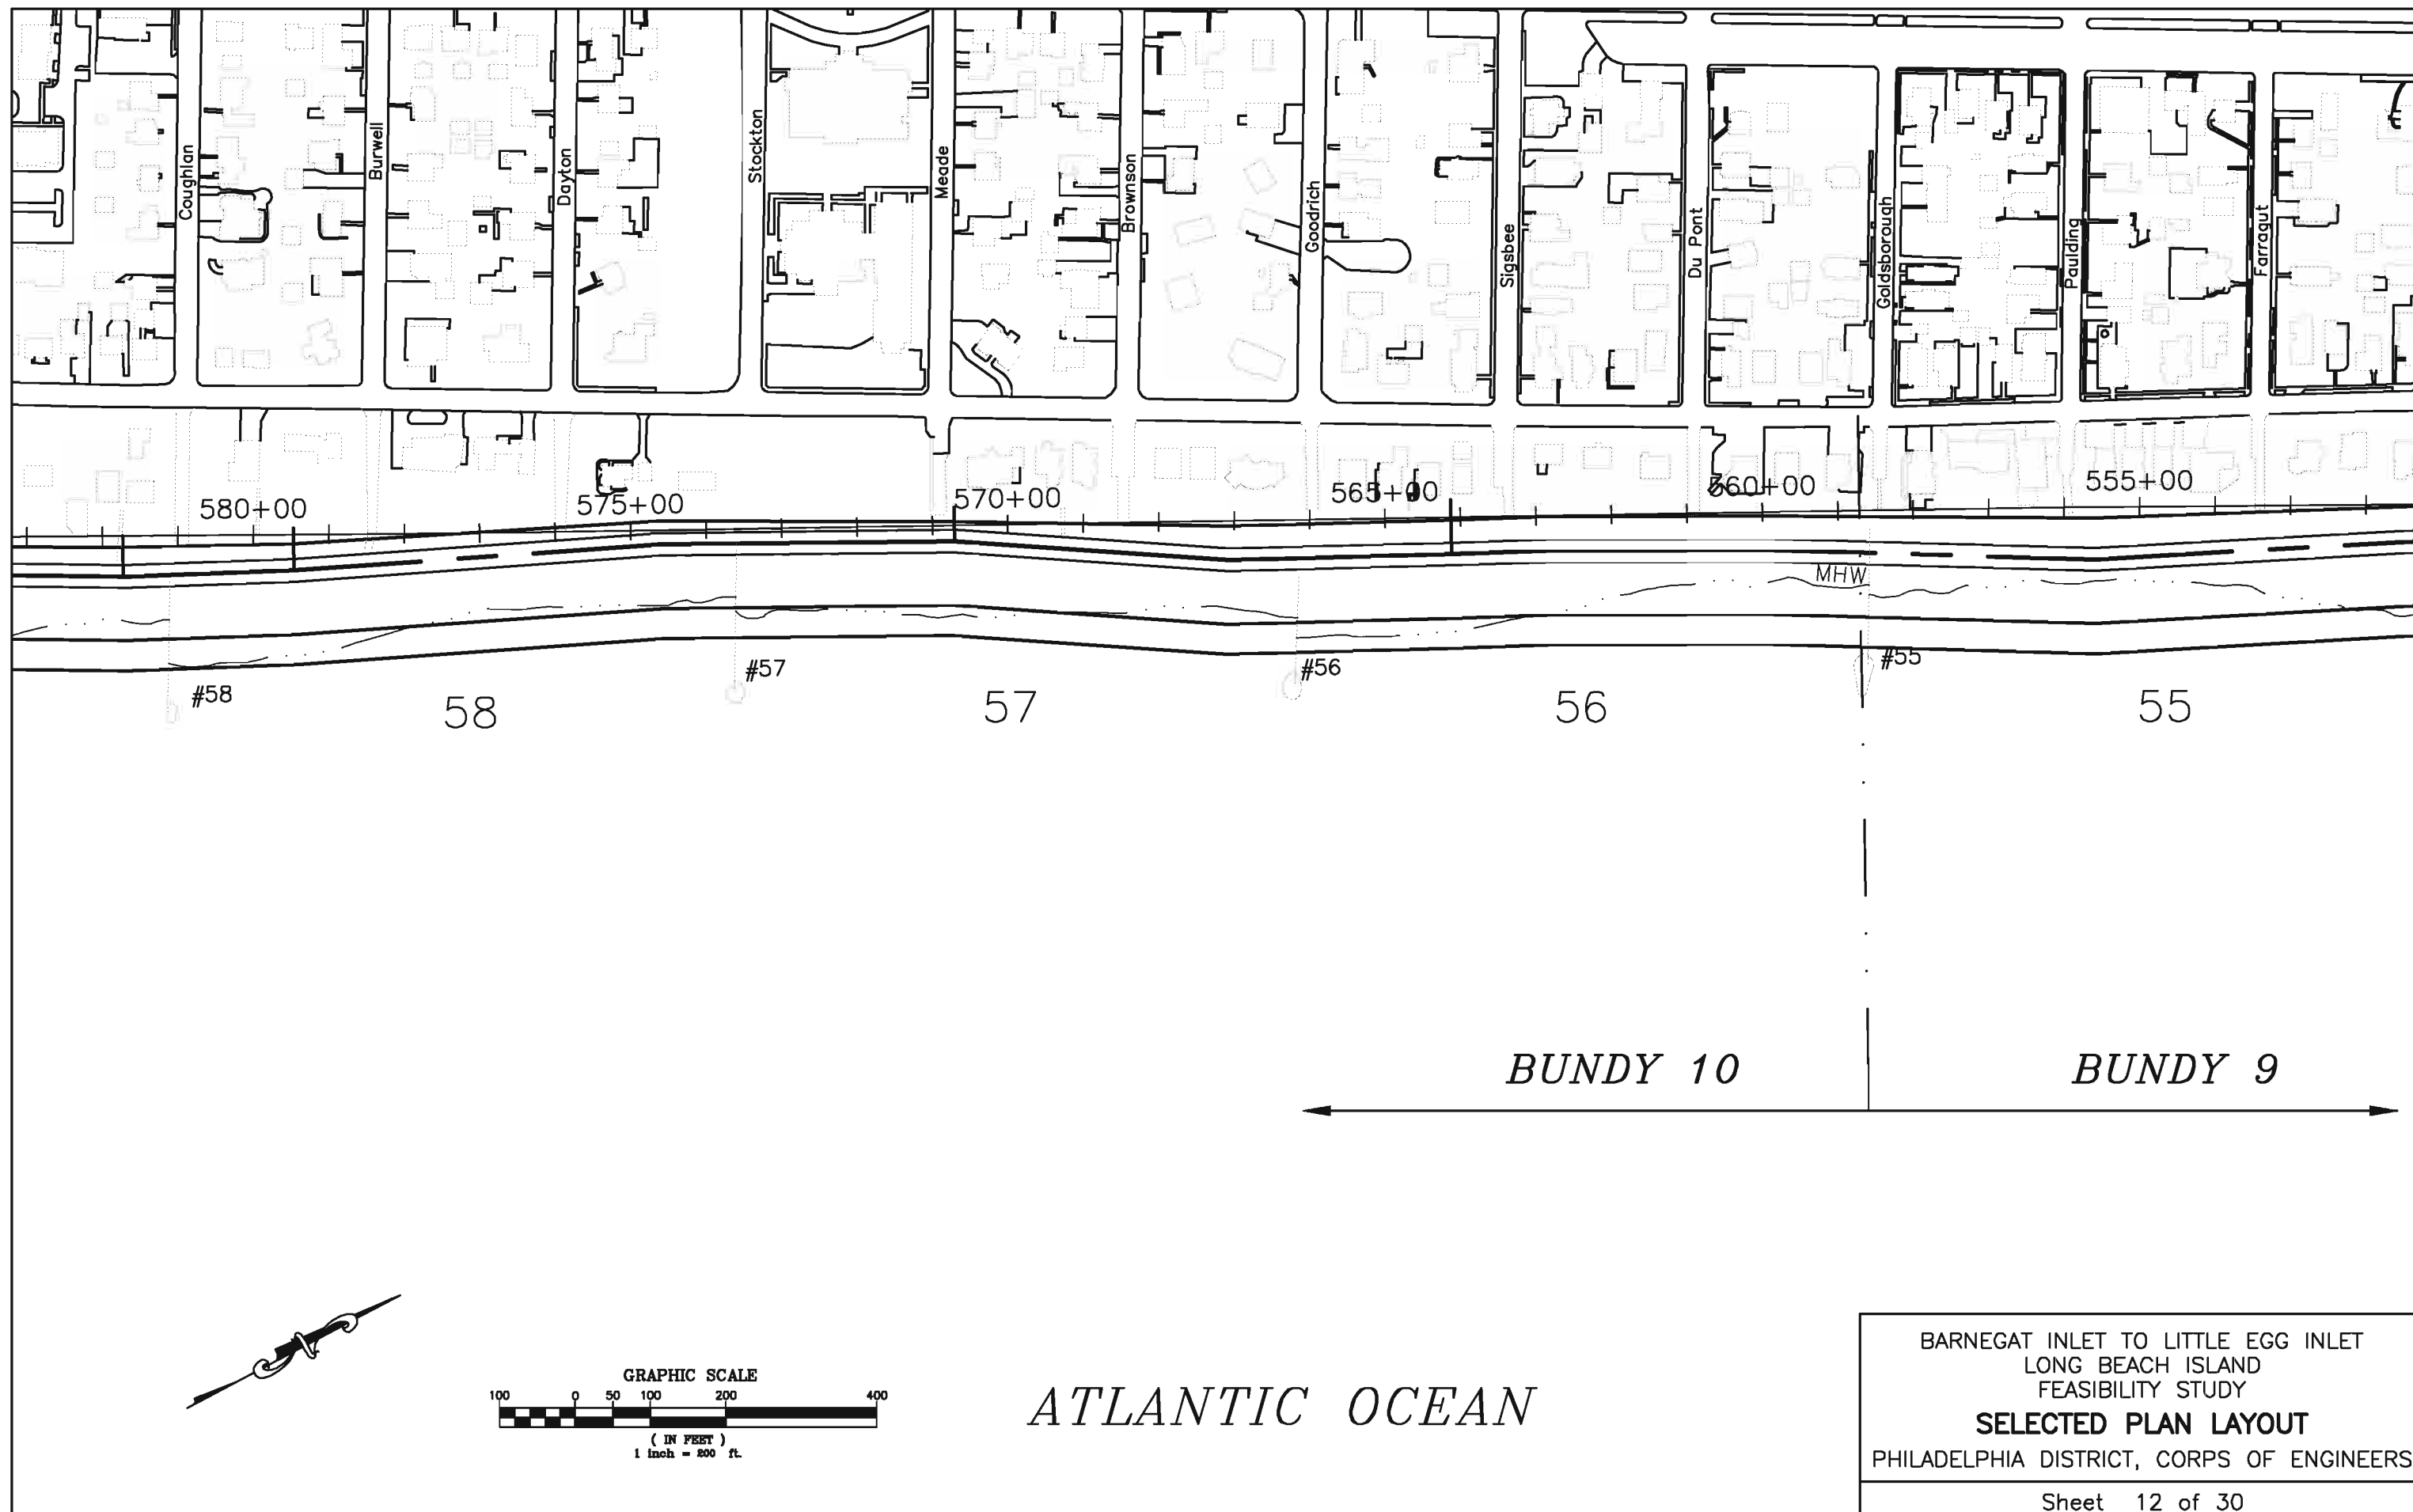 Coughlan
Burwell
Dayton
Stockton
Meade
Brownson
Goodrich
Sigsbee
Du Pont
Goldsborough
Paulding
Farragut
580+00
575+00
570+00
565+00
560+00
555+00
MHW
#58
#57
#56
#55
58
57
56
55
BUNDY 10
BUNDY 9
GRAPHIC SCALE
100 0 50 100 200 400
( IN FEET )
1 inch = 200 ft.
ATLANTIC OCEAN
BARNEGAT INLET TO LITTLE EGG INLET
LONG BEACH ISLAND
FEASIBILITY STUDY
SELECTED PLAN LAYOUT
PHILADELPHIA DISTRICT, CORPS OF ENGINEERS
Sheet 12 of 30